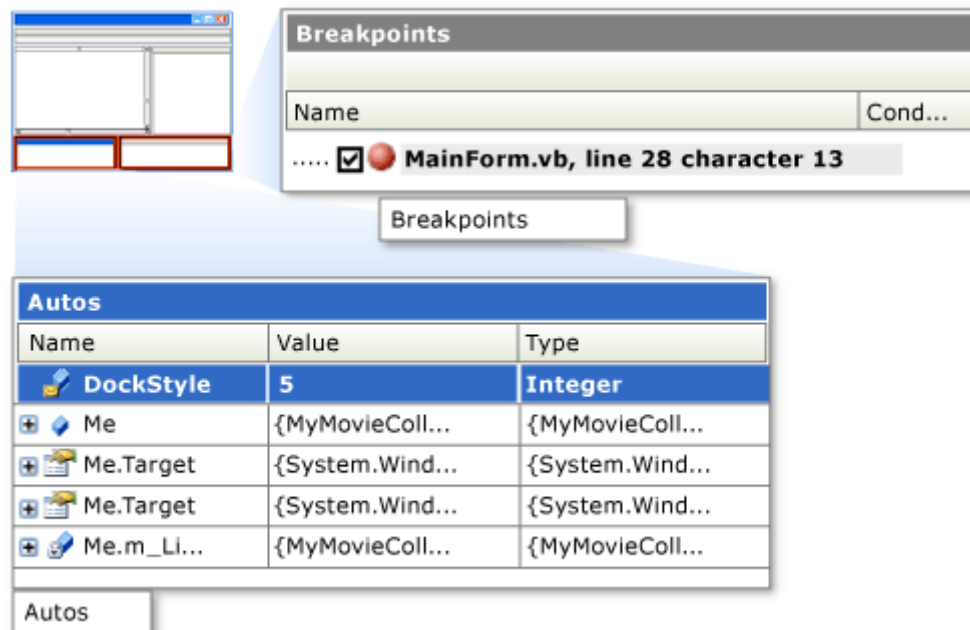 Breakpoints
Name Cond...
MainForm.vb, line 28 character 13
Breakpoints
Autos
Name Value Type
DockStyle 5 Integer
Me {MyMovieColl... {MyMovieColl...
Me.Target {System.Wind... {System.Wind...
Me.Target {System.Wind... {System.Wind...
Me.m_Li... {MyMovieColl... {MyMovieColl...
Autos